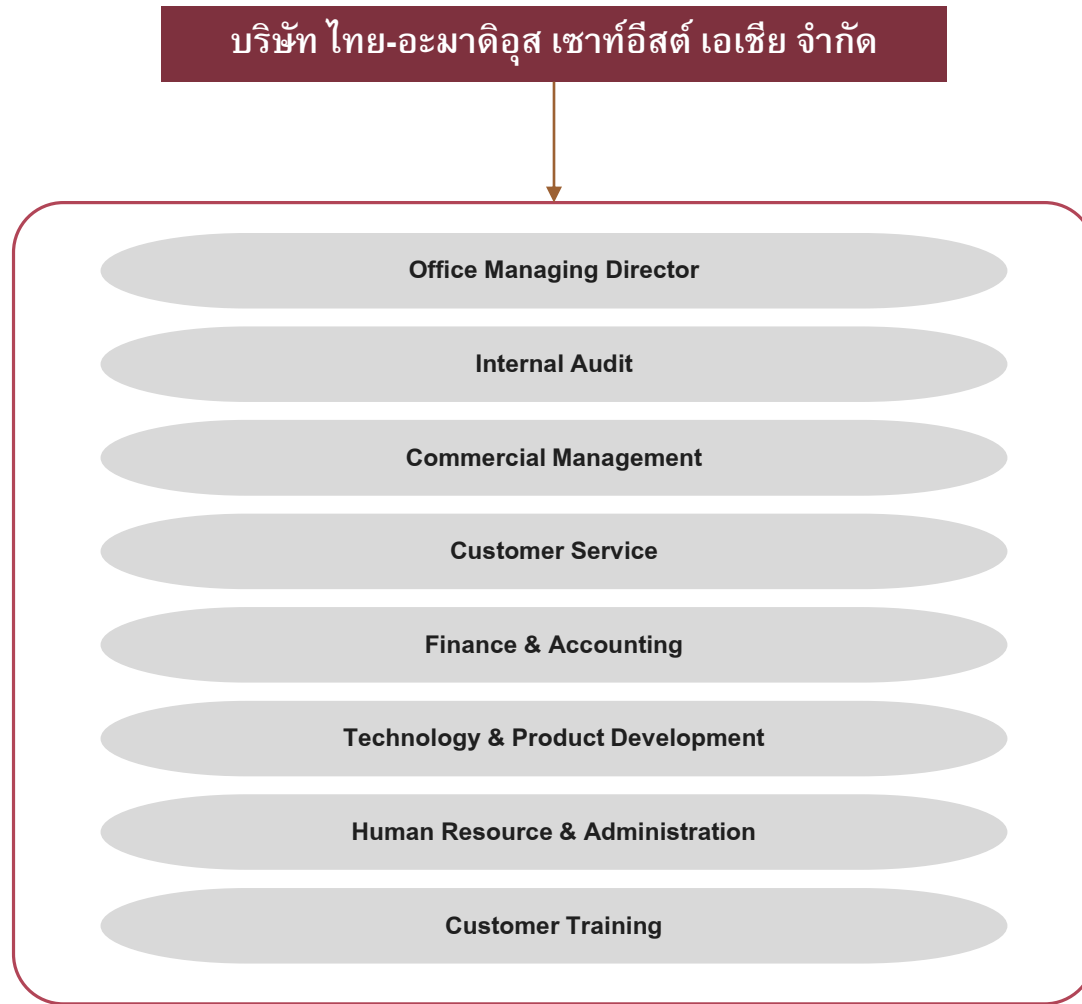 บริษัท ไทย-อะมาดิอุส เซาท์อีสต์ เอเชีย จำกัด
Office Managing Director
Internal Audit
Commercial Management
Customer Service
Finance & Accounting
Technology & Product Development
Human Resource & Administration
Customer Training